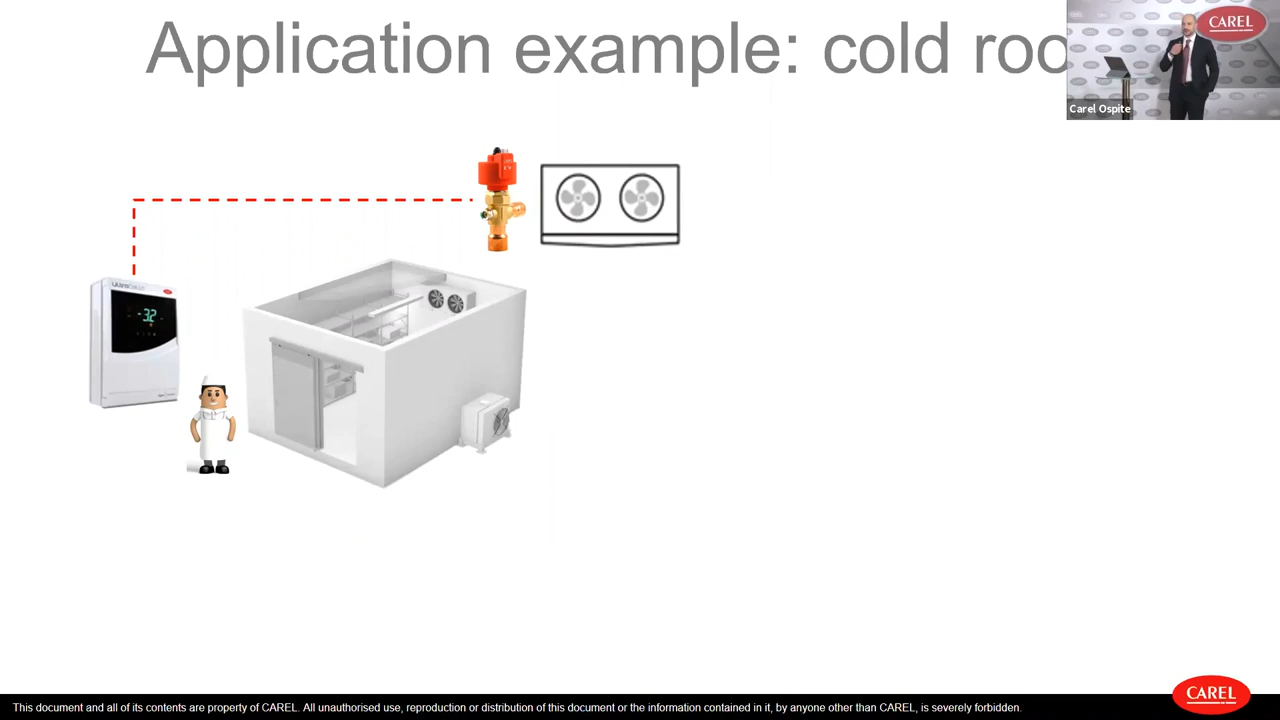 Application example: cold roo
CAREL
Carel Ospite
-3.2
This document and all of its contents are property of CAREL. All unauthorised use, reproduction or distribution of this document or the information contained in it, by anyone other than CAREL, is severely forbidden.
CAREL